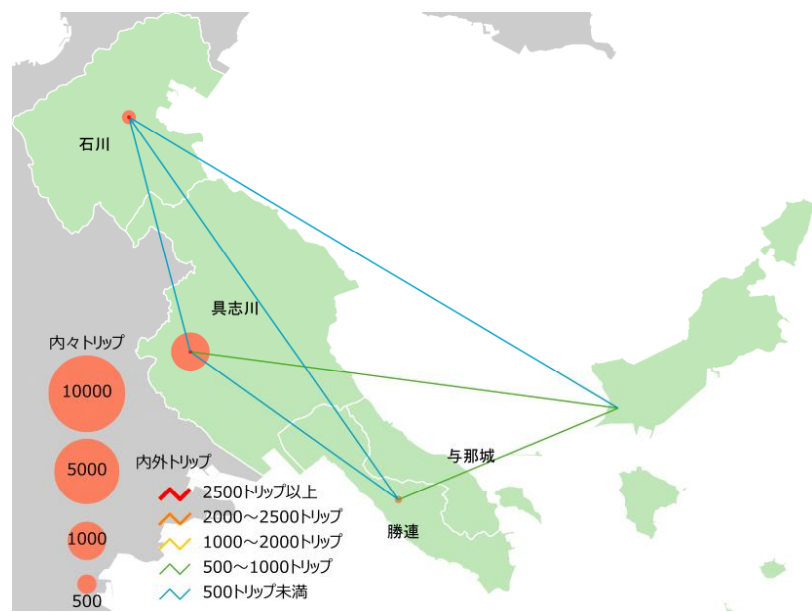 石川
具志川
内々トリップ
10000
5000
1000
500
与那城
勝連
内外トリップ
2500トリップ以上
2000～2500トリップ
1000～2000トリップ
500～1000トリップ
500トリップ未満